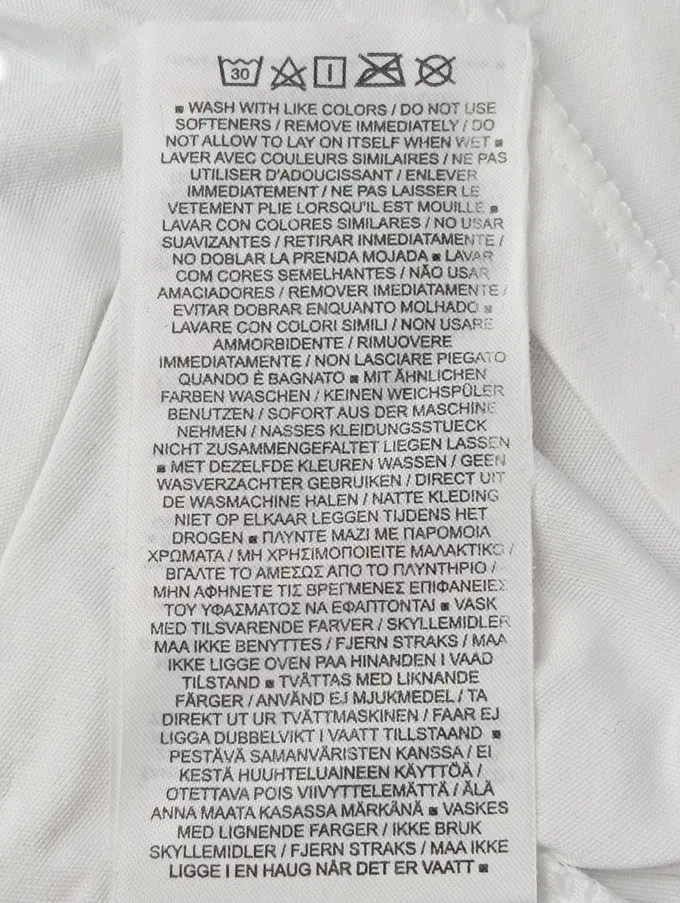 30
▪ WASH WITH LIKE COLORS / DO NOT USE
SOFTENERS / REMOVE IMMEDIATELY / DO
NOT ALLOW TO LAY ON ITSELF WHEN WET ▪
LAVER AVEC COULEURS SIMILAIRES / NE PAS
UTILISER D'ADOUCISSANT / ENLEVER
IMMEDIATEMENT / NE PAS LAISSER LE
VETEMENT PLIE LORSQU'IL EST MOUILLE ▪
LAVAR CON COLORES SIMILARES / NO USAR
SUAVIZANTES / RETIRAR INMEDIATAMENTE /
NO DOBLAR LA PRENDA MOJADA ▪ LAVAR
COM CORES SEMELHANTES / NÃO USAR
AMACIADORES / REMOVER IMEDIATAMENTE /
EVITAR DOBRAR ENQUANTO MOLHADO ▪
LAVARE CON COLORI SIMILI / NON USARE
AMMORBIDENTE / RIMUOVERE
IMMEDIATAMENTE / NON LASCIARE PIEGATO
QUANDO È BAGNATO ▪ MIT ÄHNLICHEN
FARBEN WASCHEN / KEINEN WEICHSPÜLER
BENUTZEN / SOFORT AUS DER MASCHINE
NEHMEN / NASSES KLEIDUNGSSTUECK
NICHT ZUSAMMENGEFALTET LIEGEN LASSEN
▪ MET DEZELFDE KLEUREN WASSEN / GEEN
WASVERZACHTER GEBRUIKEN / DIRECT UIT
DE WASMACHINE HALEN / NATTE KLEDING
NIET OP ELKAAR LEGGEN TIJDENS HET
DROGEN ▪ ΠΛΥΝΤΕ ΜΑΖΙ ΜΕ ΠΑΡΟΜΟΙΑ
ΧΡΩΜΑΤΑ / ΜΗ ΧΡΗΣΙΜΟΠΟΙΕΙΤΕ ΜΑΛΑΚΤΙΚΟ /
ΒΓΑΛΤΕ ΤΟ ΑΜΕΣΩΣ ΑΠΟ ΤΟ ΠΛΥΝΤΗΡΙΟ /
ΜΗΝ ΑΦΗΝΕΤΕ ΤΙΣ ΒΡΕΓΜΕΝΕΣ ΕΠΙΦΑΝΕΙΕΣ
ΤΟΥ ΥΦΑΣΜΑΤΟΣ ΝΑ ΕΦΑΠΤΟΝΤΑΙ ▪ VASK
MED TILSVARENDE FARVER / SKYLLEMIDLER
MAA IKKE BENYTTES / FJERN STRAKS / MAA
IKKE LIGGE OVEN PAA HINANDEN I VAAD
TILSTAND ▪ TVÄTTAS MED LIKNANDE
FÄRGER / ANVÄND EJ MJUKMEDEL / TA
DIREKT UT UR TVÄTTMASKINEN / FAAR EJ
LIGGA DUBBELVIKT I VAATT TILLSTAAND ▪
PESTÄVÄ SAMANVÄRISTEN KANSSA / EI
KESTÄ HUUHTELUAINEEN KÄYTTÖÄ /
OTETTAVA POIS VIIVYTTELEMÄTTÄ / ÄLÄ
ANNA MAATA KASASSA MÄRKÄNÄ ▪ VASKES
MED LIGNENDE FARGER / IKKE BRUK
SKYLLEMIDLER / FJERN STRAKS / MAA IKKE
LIGGE I EN HAUG NÅR DET ER VAATT ▪